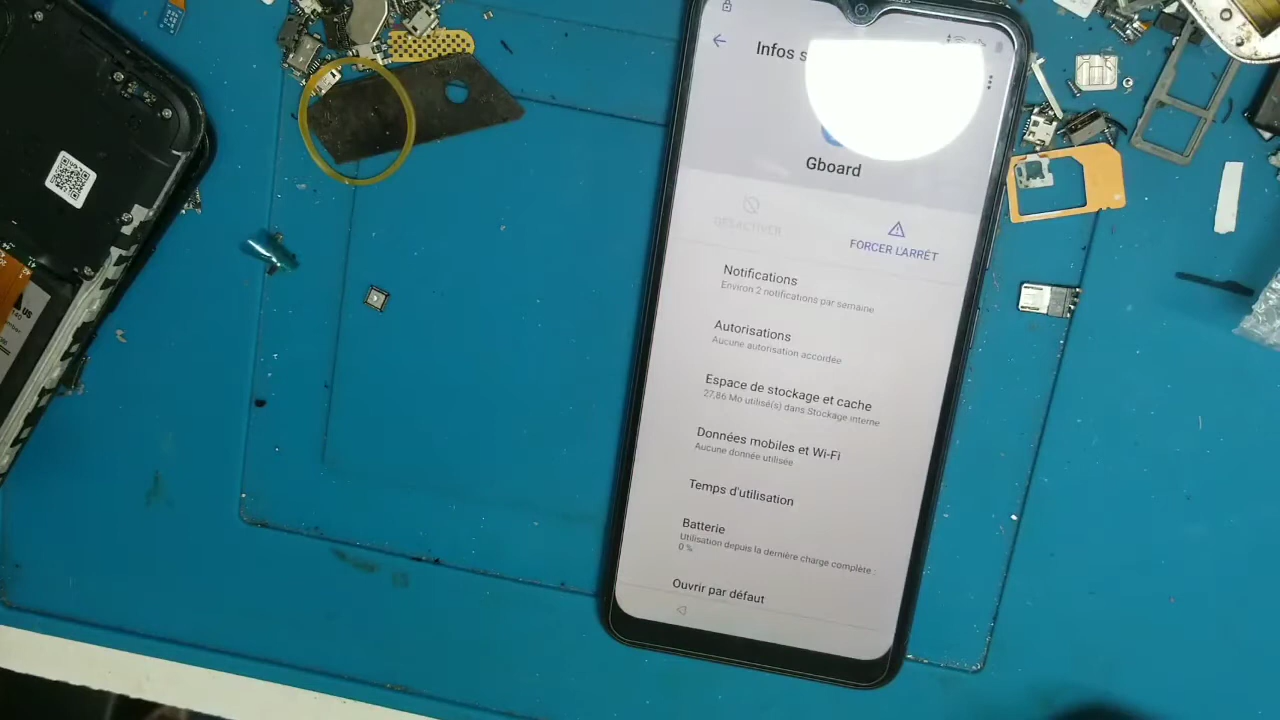 Infos s
Gboard
DÉSACTIVER
FORCER L'ARRÊT
Notifications
Environ 2 notifications par semaine
Autorisations
Aucune autorisation accordée
Espace de stockage et cache
27,86 Mo utilisé(s) dans Stockage interne
Données mobiles et Wi-Fi
Aucune donnée utilisée
Temps d'utilisation
Batterie
Utilisation depuis la dernière charge complète :
0 %
Ouvrir par défaut